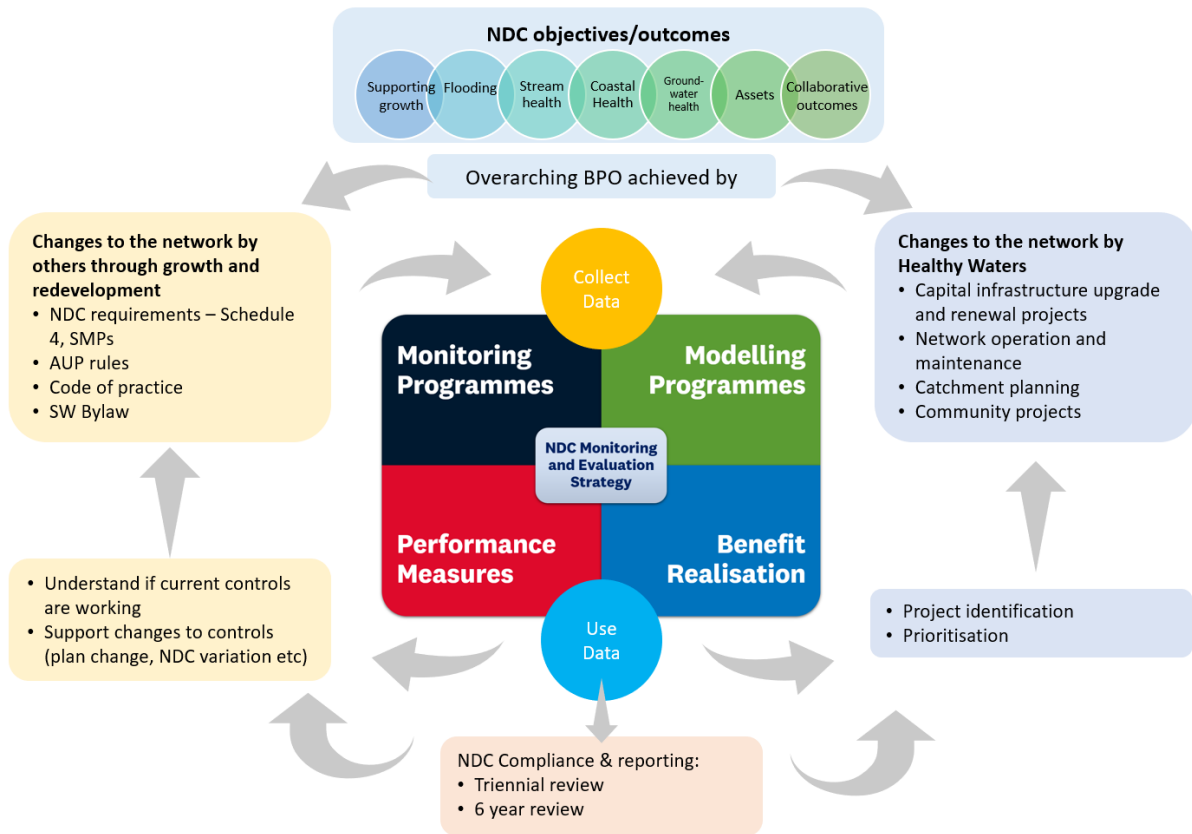 NDC objectives/outcomes
Supporting
growth
Flooding
Stream
health
Coastal
Health
Ground-
water
health
Assets
Collaborative
outcomes
Overarching BPO achieved by
Changes to the network by
others through growth and
redevelopment
• NDC requirements – Schedule
4, SMPs
• AUP rules
• Code of practice
• SW Bylaw
Collect
Data
Changes to the network by
Healthy Waters
• Capital infrastructure upgrade
and renewal projects
• Network operation and
maintenance
• Catchment planning
• Community projects
Monitoring
Programmes
Modelling
Programmes
NDC Monitoring
and Evaluation
Strategy
Performance
Measures
Benefit
Realisation
• Understand if current controls
are working
• Support changes to controls
(plan change, NDC variation etc)
Use
Data
• Project identification
• Prioritisation
NDC Compliance & reporting:
• Triennial review
• 6 year review